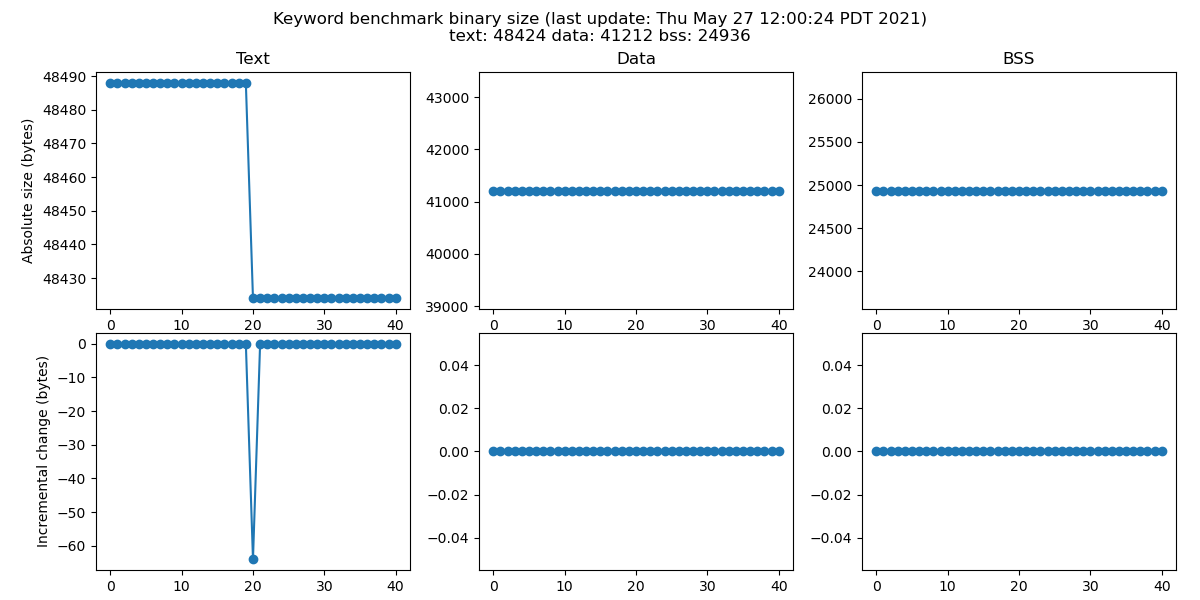 Keyword benchmark binary size (last update: Thu May 27 12:00:24 PDT 2021)
text: 48424 data: 41212 bss: 24936
Text
Data
BSS
Absolute size (bytes)
48490
48480
48470
48460
48450
48440
48430
0 10 20 30 40
43000
42000
41000
40000
39000
0 10 20 30 40
26000
25500
25000
24500
24000
0 10 20 30 40
Incremental change (bytes)
0
−10
−20
−30
−40
−50
−60
0 10 20 30 40
0.04
0.02
0.00
−0.02
−0.04
0 10 20 30 40
0.04
0.02
0.00
−0.02
−0.04
0 10 20 30 40